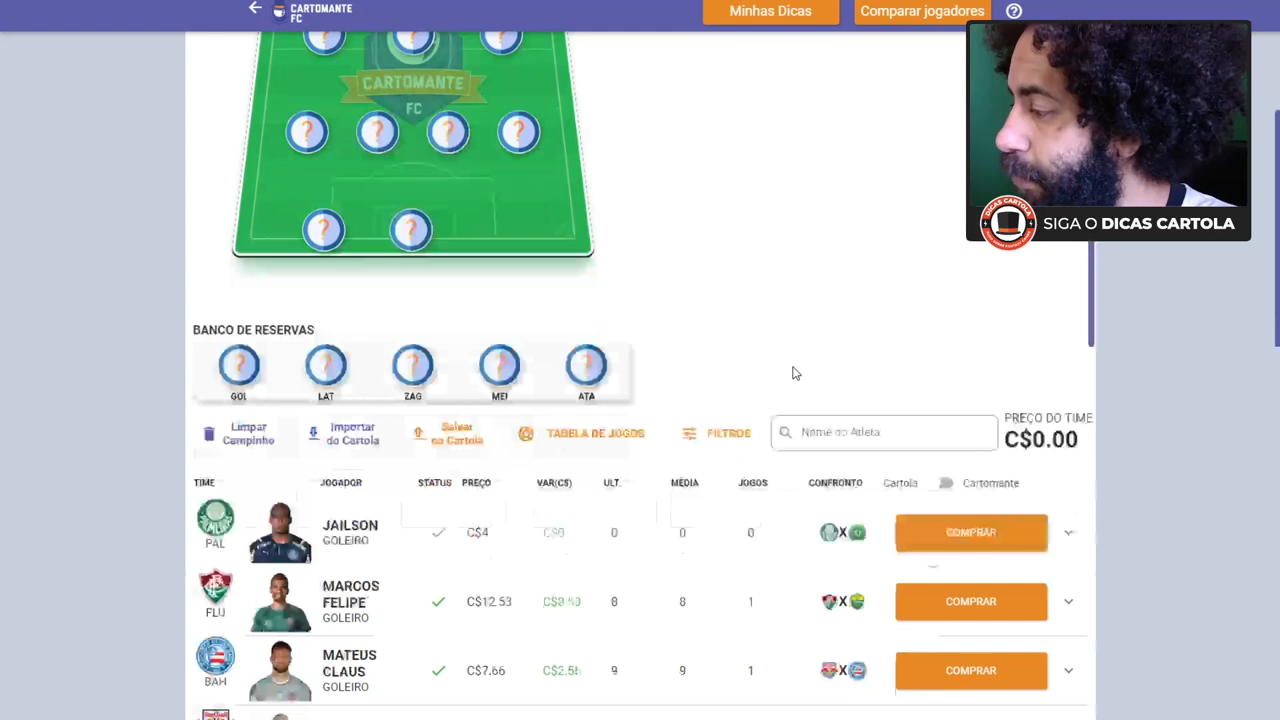 CARTOMANTE
FC
Minhas Dicas
Comparar jogadores
?
DICAS CARTOLA
SIGA O DICAS CARTOLA
CARTOMANTE
FC
? ? ? ?
? ?
BANCO DE RESERVAS
? ? ? ? ?
GOL LAT ZAG MEI ATA
Limpar
Campinho
Importar
do Cartola
Salvar
no Cartola
TABELA DE JOGOS
FILTROS
Nome do Atleta
PREÇO DO TIME
C$0.00
TIME JOGADOR STATUS PREÇO VAR(C$) ULT. MÉDIA JOGOS CONFRONTO Cartola Cartomante
PAL
JAILSON
GOLEIRO
C$4 C$0 0 0 0 X COMPRAR
FLU
MARCOS
FELIPE
GOLEIRO
C$12.53 8 8 1 X COMPRAR
BAH
MATEUS
CLAUS
GOLEIRO
C$7.66 9 9 1 X COMPRAR